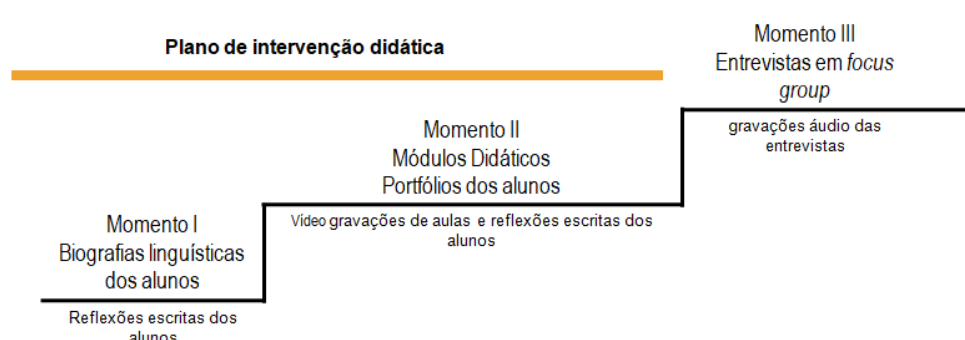 Plano de intervenção didática
Momento III
Entrevistas em focus
group
gravações áudio das
entrevistas
Momento II
Módulos Didáticos
Portfólios dos alunos
Vídeo gravações de aulas e reflexões escritas dos
alunos
Momento I
Biografias linguísticas
dos alunos
Reflexões escritas dos
alunos